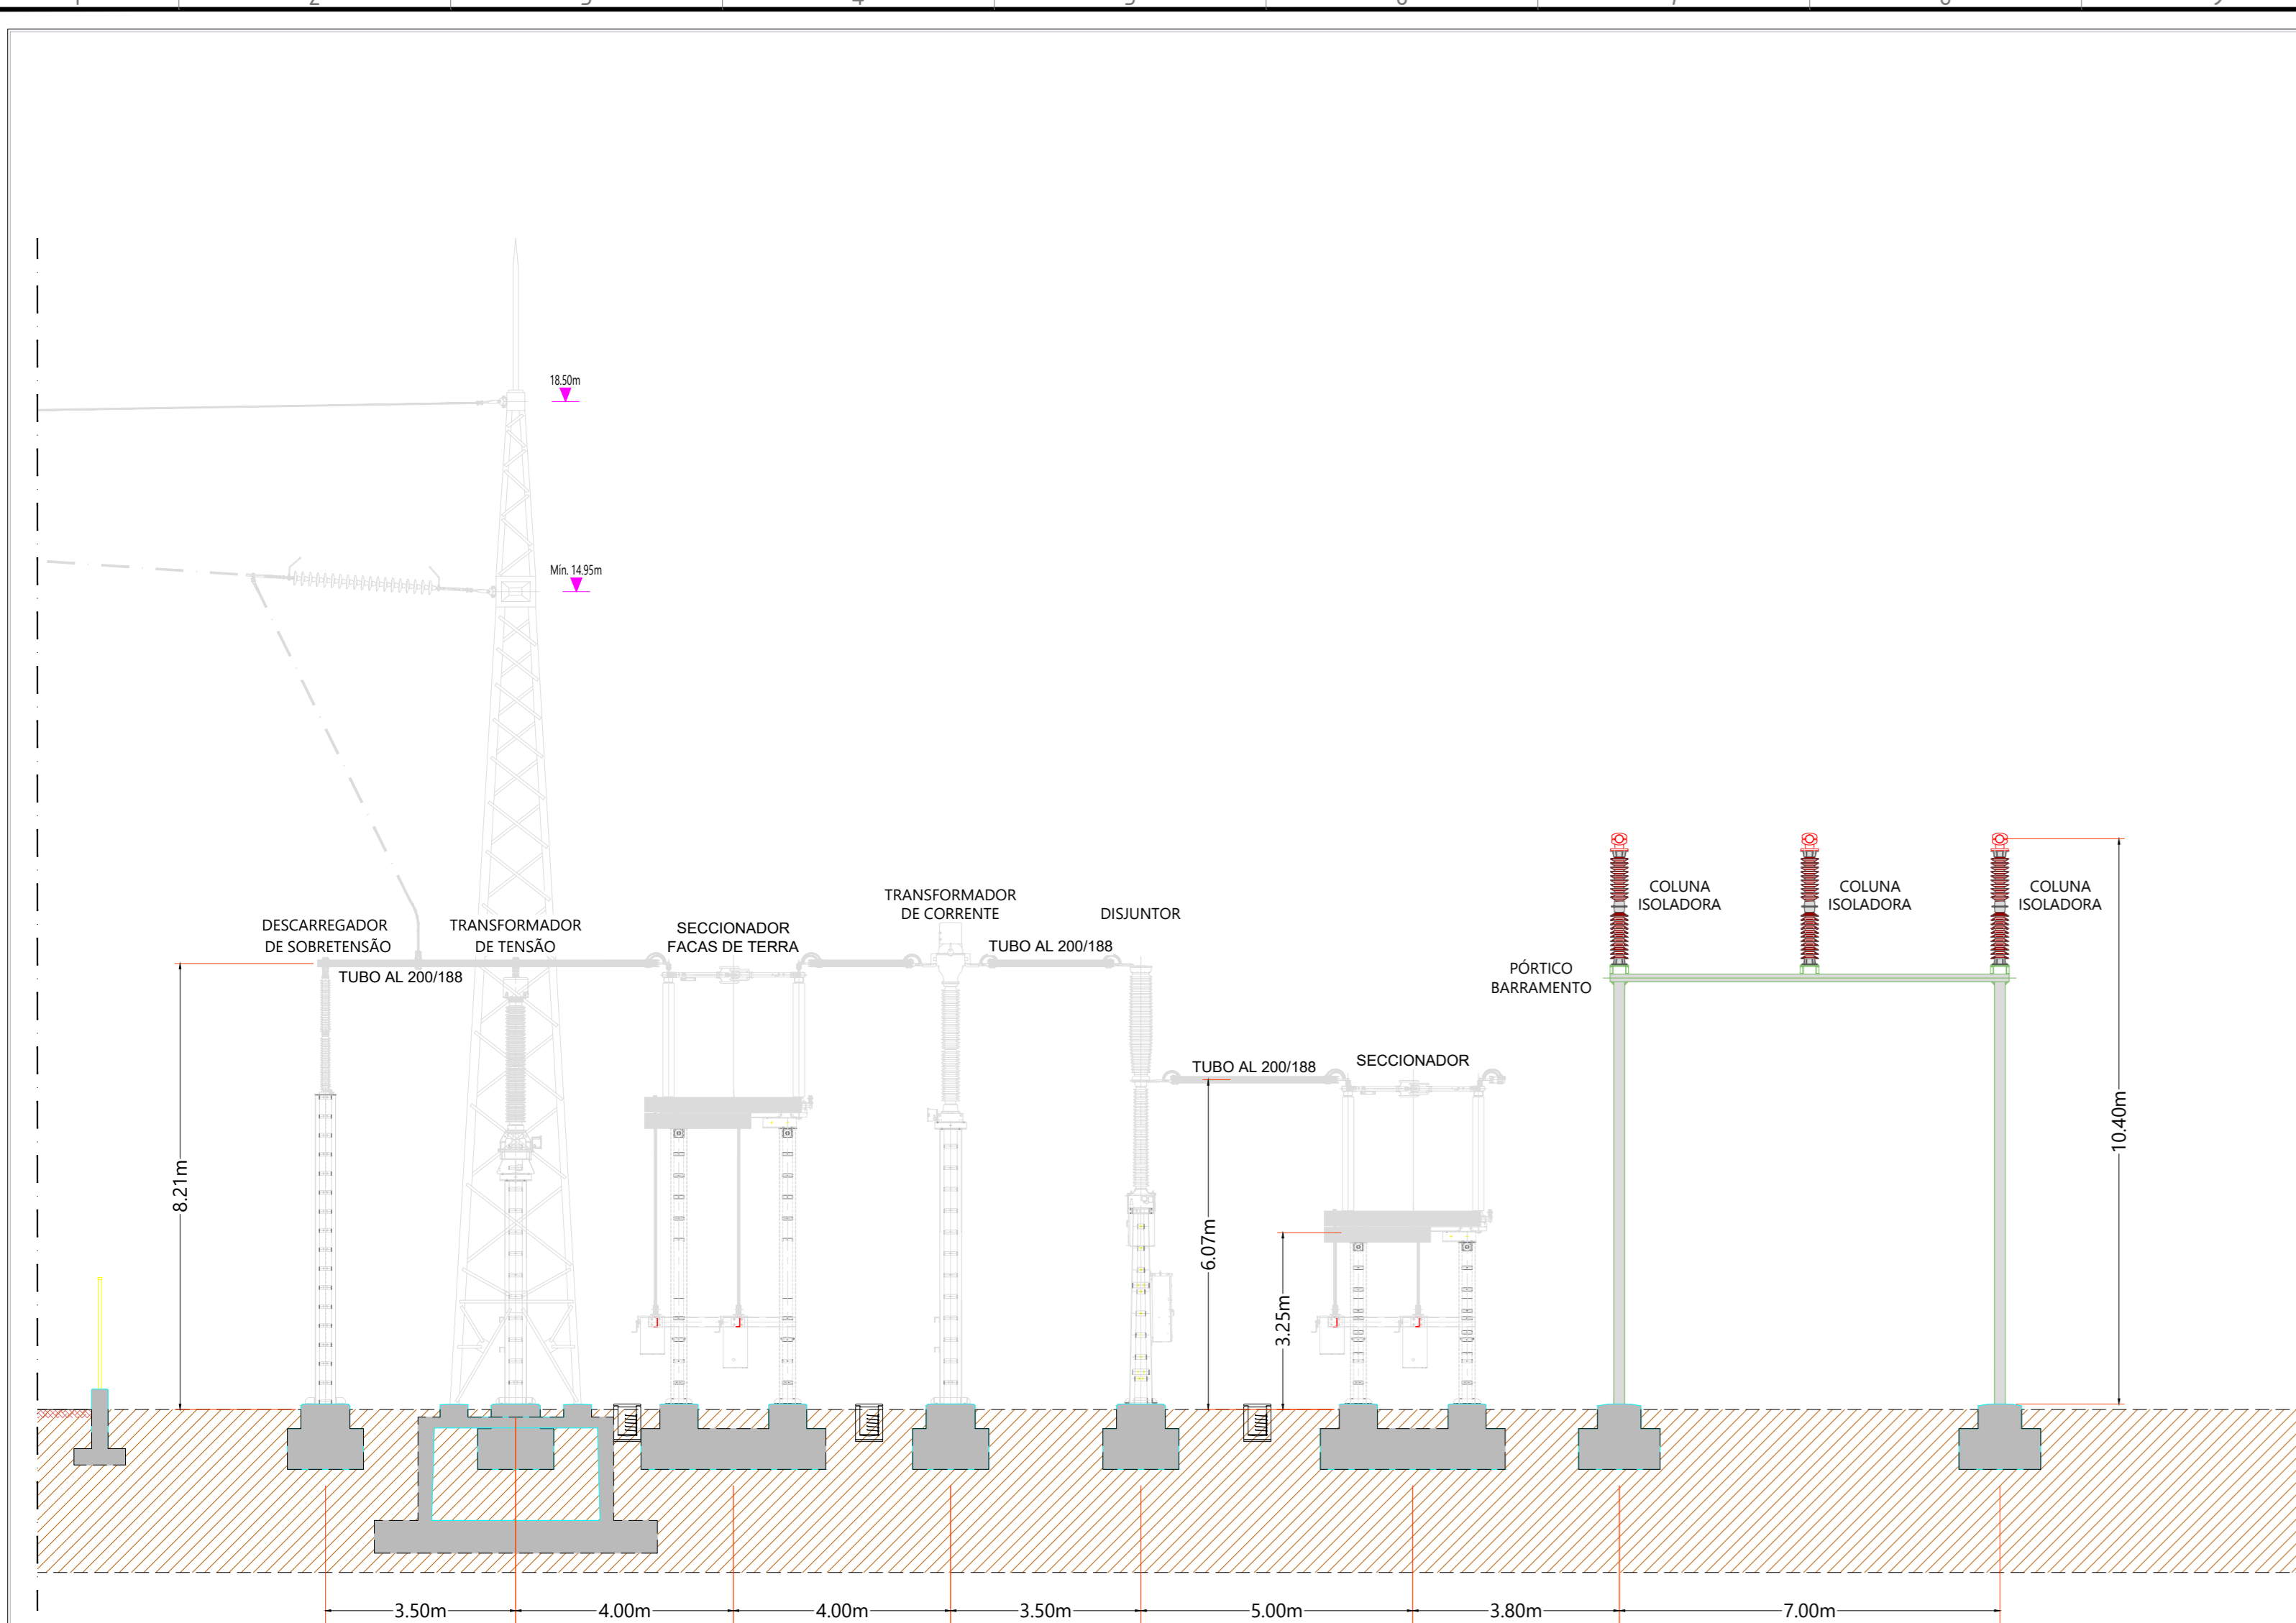 18.50m
Mín. 14.95m
DESCARREGADOR
DE SOBRETENSÃO
TRANSFORMADOR
DE TENSÃO
SECCIONADOR
FACAS DE TERRA
TRANSFORMADOR
DE CORRENTE
DISJUNTOR
TUBO AL 200/188
TUBO AL 200/188
COLUNA
ISOLADORA
COLUNA
ISOLADORA
COLUNA
ISOLADORA
PÓRTICO
BARRAMENTO
TUBO AL 200/188
SECCIONADOR
8.21m
6.07m
3.25m
10.40m
3.50m
4.00m
4.00m
3.50m
5.00m
3.80m
7.00m